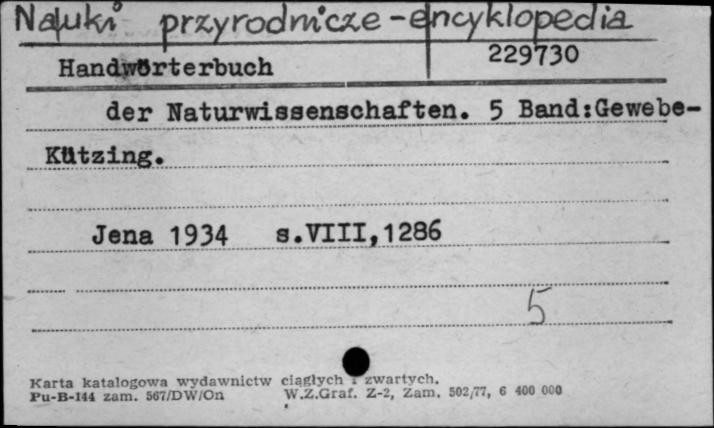 Nauki przyrodnicze - encyklopedia
Handwörterbuch 229730
der Naturwissenschaften. 5 Band:Gewebe-
Kützing.
Jena 1934 s.VIII,1286
5
Karta katalogowa wydawnictw ciągłych i zwartych.
Pu-B-144 zam. 567/DW/On W.Z.Graf. Z-2, Zam. 502/77, 6 400 000